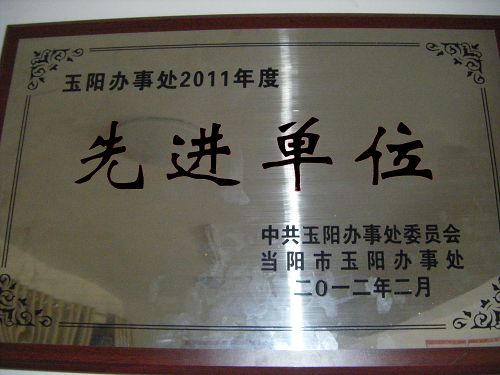 玉阳办事处2011年度
先进单位
中共玉阳办事处委员会
当阳市玉阳办事处
二〇一二年二月